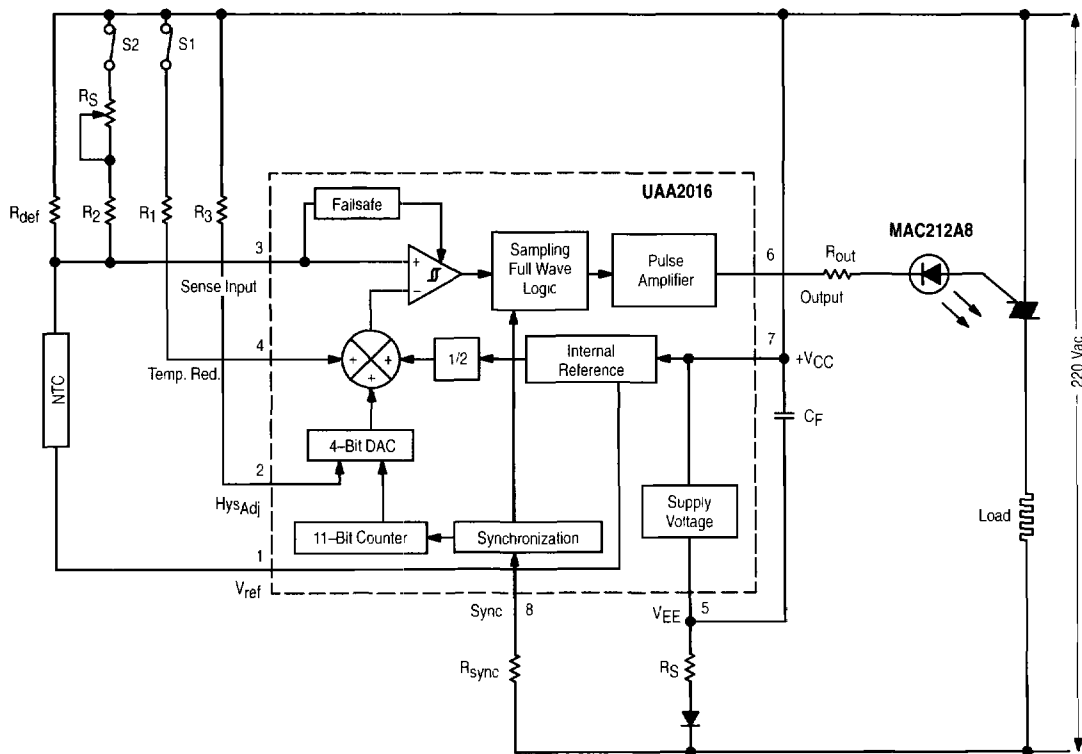 S2
S1
RS
UAA2016
Failsafe
MAC212A8
Rdef
R2
R1
R3
3
Sampling
Full Wave
Logic
Pulse
Amplifier
6
Rout
+
−
Sense Input
Output
220 Vac
4
+
+
+
1/2
Internal
Reference
7
+VCC
Temp. Red.
NTC
CF
4–Bit DAC
2
HysAdj
Supply
Voltage
Load
11–Bit Counter
Synchronization
1
Vref
Sync
8
VEE
5
Rsync
RS